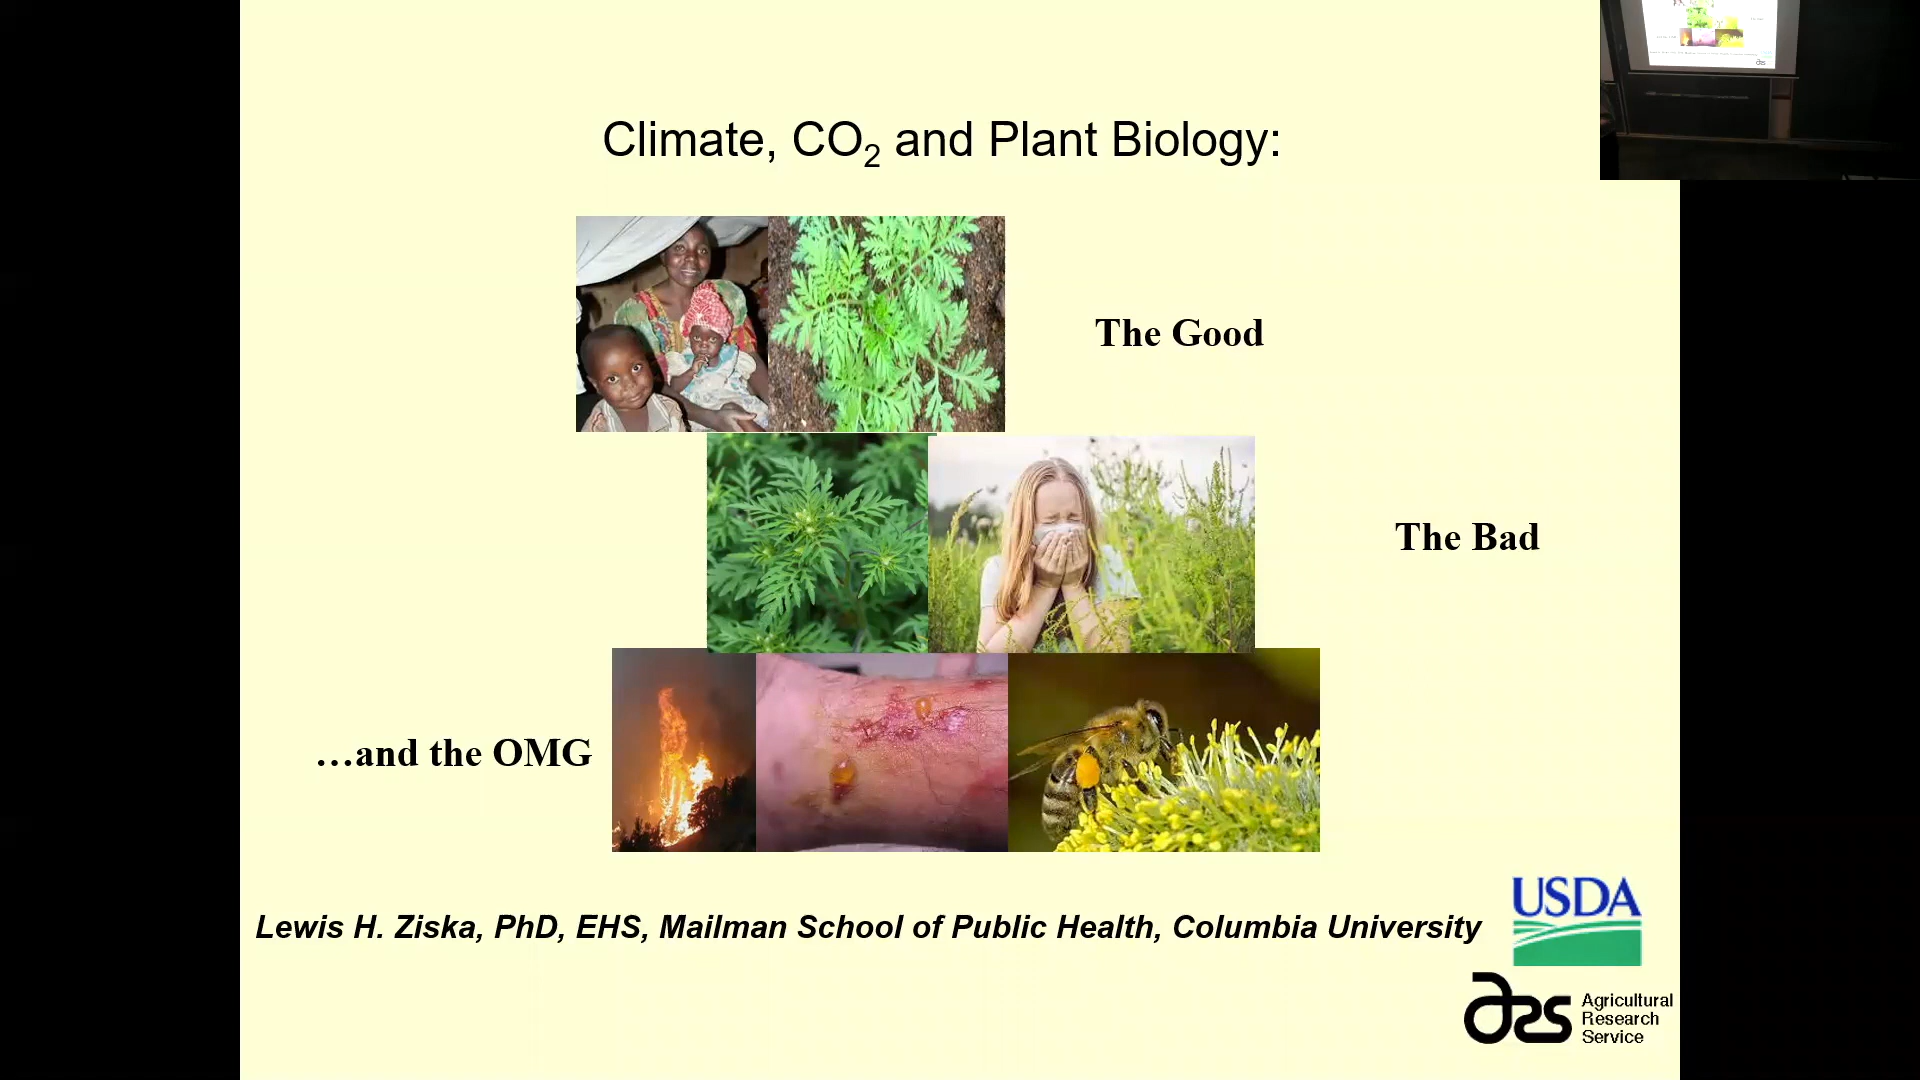 Climate, CO₂ and Plant Biology:
The Good
The Bad
…and the OMG
Lewis H. Ziska, PhD, EHS, Mailman School of Public Health, Columbia University
USDA
ars
Agricultural
Research
Service